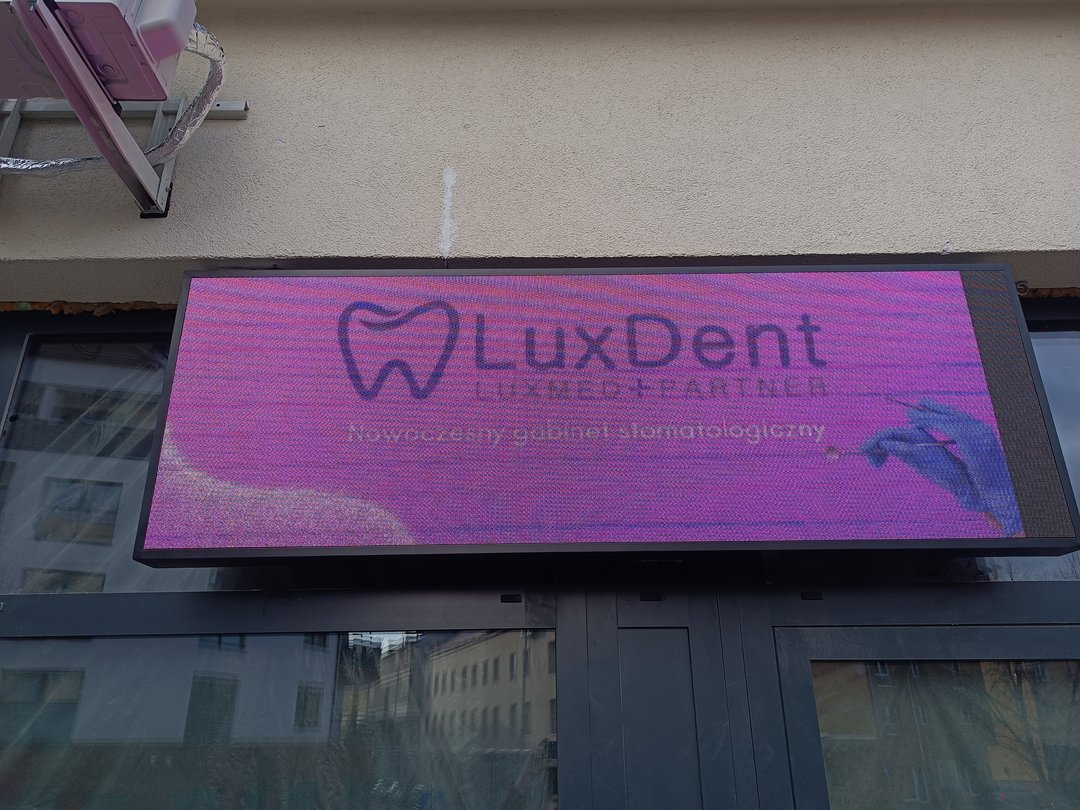 LuxDent
LUXMED+PARTNER
Nowoczesny gabinet stomatologiczny